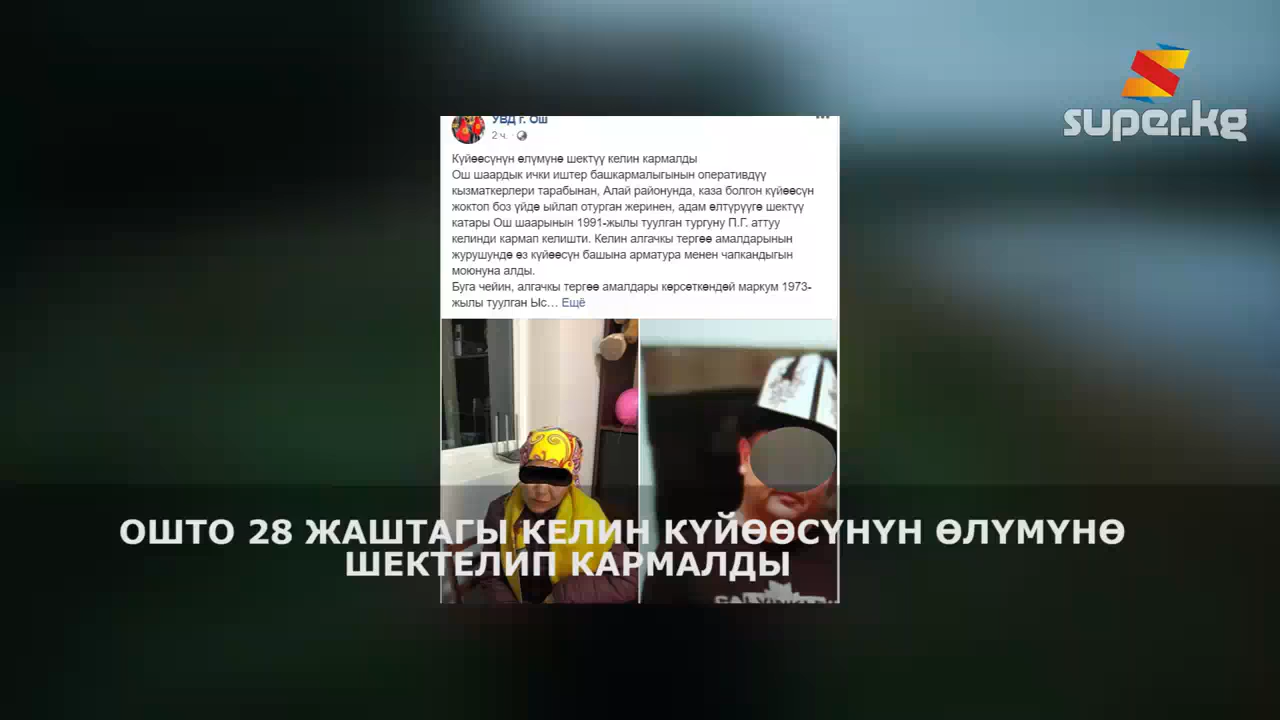 super.kg
УВД г. Ош
2 ч. ·
Күйөөсүнүн өлүмүнө шектүү келин кармалды
Ош шаардык ички иштер башкармалыгынын оперативдүү
кызматкерлери тарабынан, Алай районунда, каза болгон күйөөсүн
жоктоп боз үйдө ыйлап отурган жеринен, адам өлтүрүүгө шектүү
катары Ош шаарынын 1991-жылы туулган тургуну П.Г. аттуу
келинди кармап келишти. Келин алгачкы тергөө амалдарынын
журушундө өз күйөөсүн башына арматура менен чапкандыгын
моюнуна алды.
Буга чейин, алгачкы тергөө амалдары көрсөткөндөй маркум 1973-
жылы туулган Ыс… Ещё
ОШТО 28 ЖАШТАГЫ КЕЛИН КҮЙӨӨСҮНҮН ӨЛҮМҮНӨ
ШЕКТЕЛИП КАРМАЛДЫ